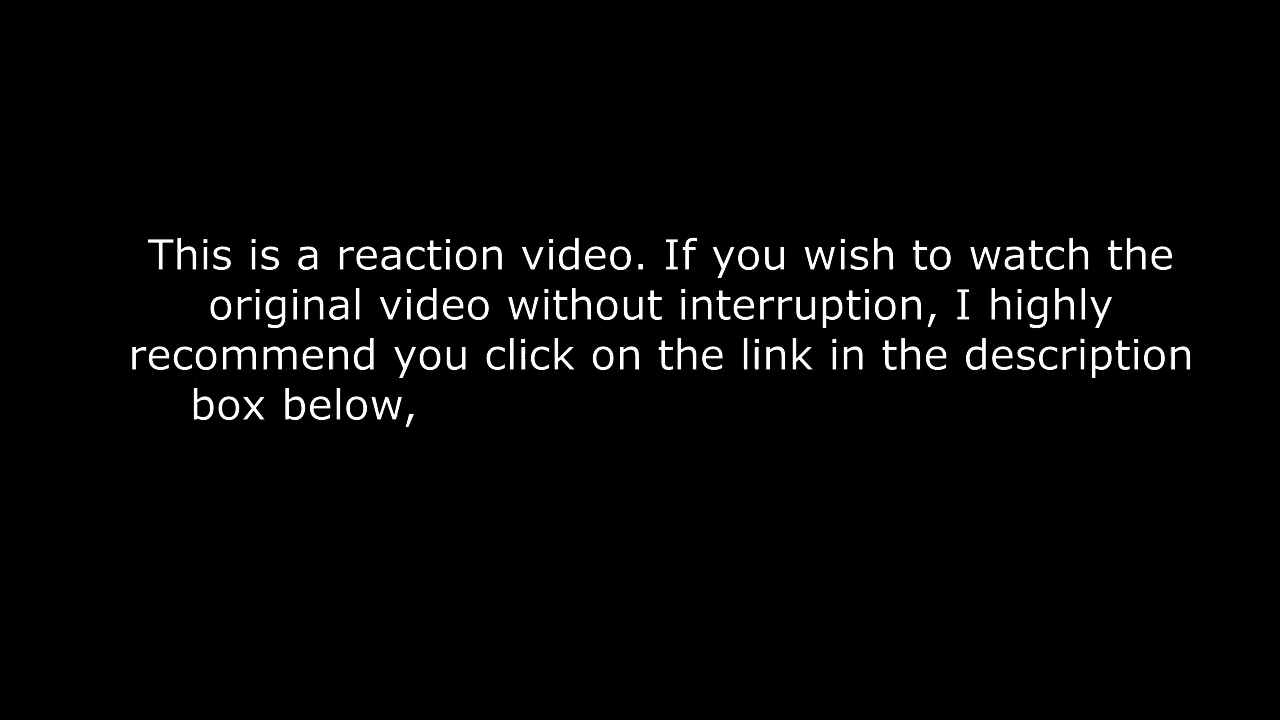 This is a reaction video. If you wish to watch the
original video without interruption, I highly
recommend you click on the link in the description
box below,